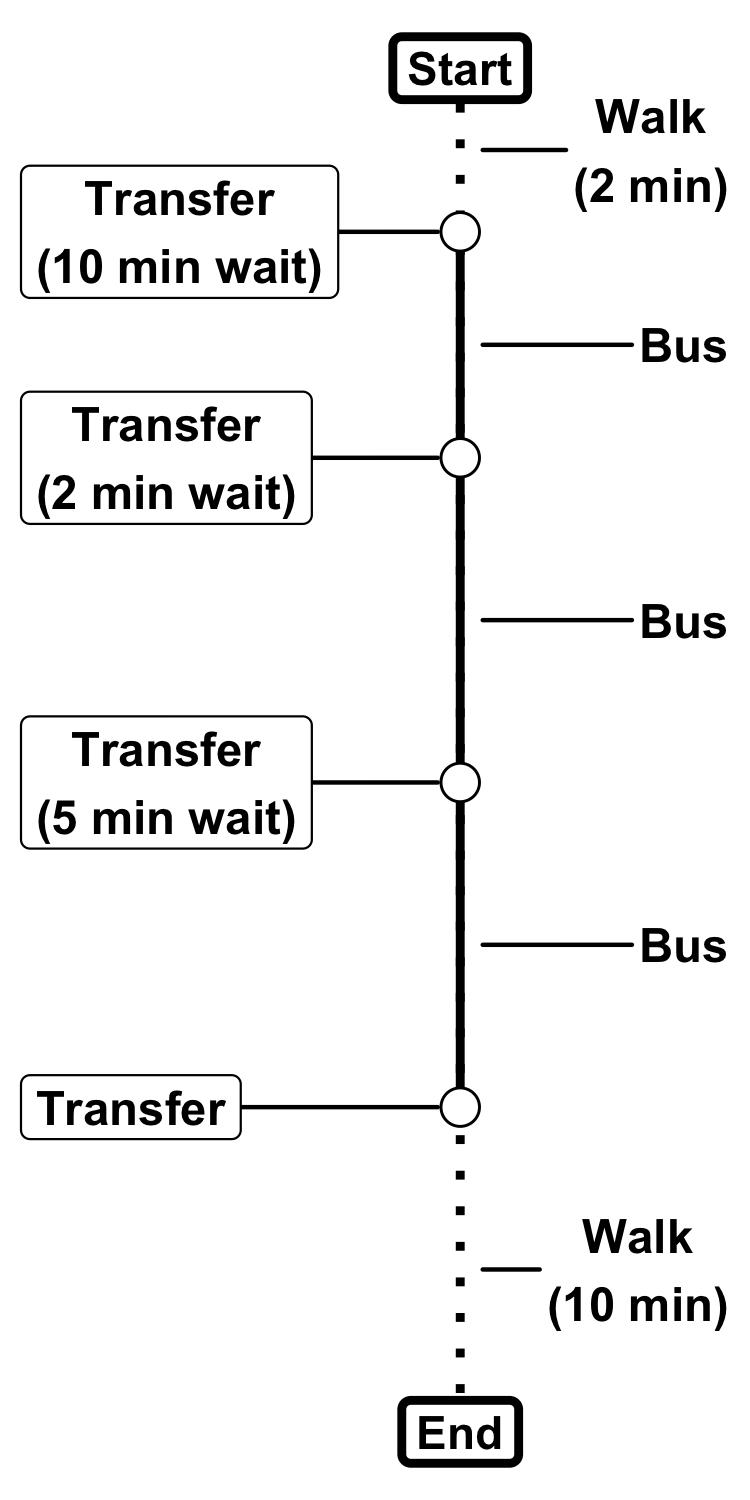 Start
Walk
(2 min)
Transfer
(10 min wait)
Bus
Transfer
(2 min wait)
Bus
Transfer
(5 min wait)
Bus
Transfer
Walk
(10 min)
End